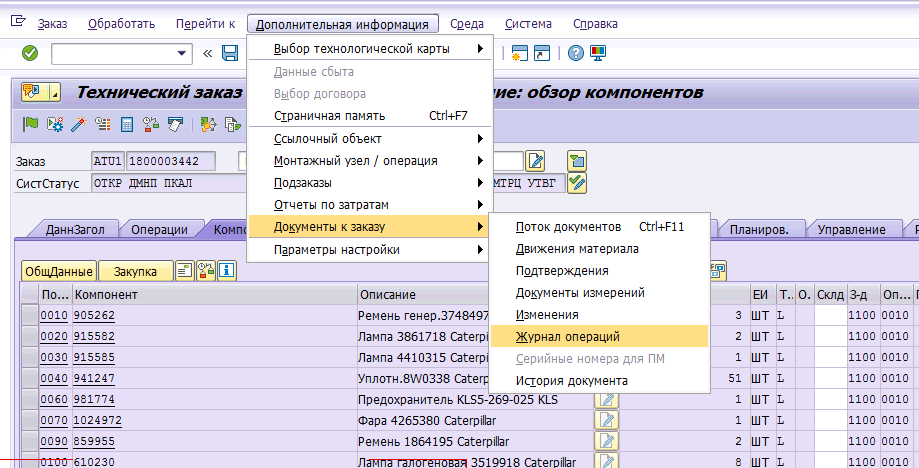 Заказ Обработать Перейти к Дополнительная информация Среда Система Справка
Технический заказ ие: обзор компонентов
Выбор технологической карты
Данные сбыта
Выбор договора
Страничная память Ctrl+F7
Ссылочный объект
Монтажный узел / операция
Подзаказы
Отчеты по затратам
Документы к заказу
Параметры настройки
Поток документов Ctrl+F11
Движения материала
Подтверждения
Документы измерений
Изменения
Журнал операций
Серийные номера для ПМ
История документа
Заказ ATU1 1800003442
СистСтатус ОТКР ДМНП ПКАЛ МТРЦ УТВГ
ДаннЗагол Операции Компо Планиров. Управление
ОбщДанные Закупка
По... Компонент Описание ЕИ Т.. О. Склд З-д Оп...
0010 905262 Ремень генер.3748497 3 ШТ L 1100 0010
0020 915582 Лампа 3861718 Caterpi 2 ШТ L 1100 0010
0030 915585 Лампа 4410315 Caterpi 1 ШТ L 1100 0010
0040 941247 Уплотн.8W0338 Caterp 51 ШТ L 1100 0010
0060 981774 Предохранитель KLS5-269-025 KLS 1 ШТ L 1100 0010
0070 1024972 Фара 4265380 Caterpillar 1 ШТ L 1100 0010
0090 859955 Ремень 1864195 Caterpillar 2 ШТ L 1100 0010
0100 610230 Лампа галогеновая 3519918 Caterpillar 8 ШТ L 1100 0010